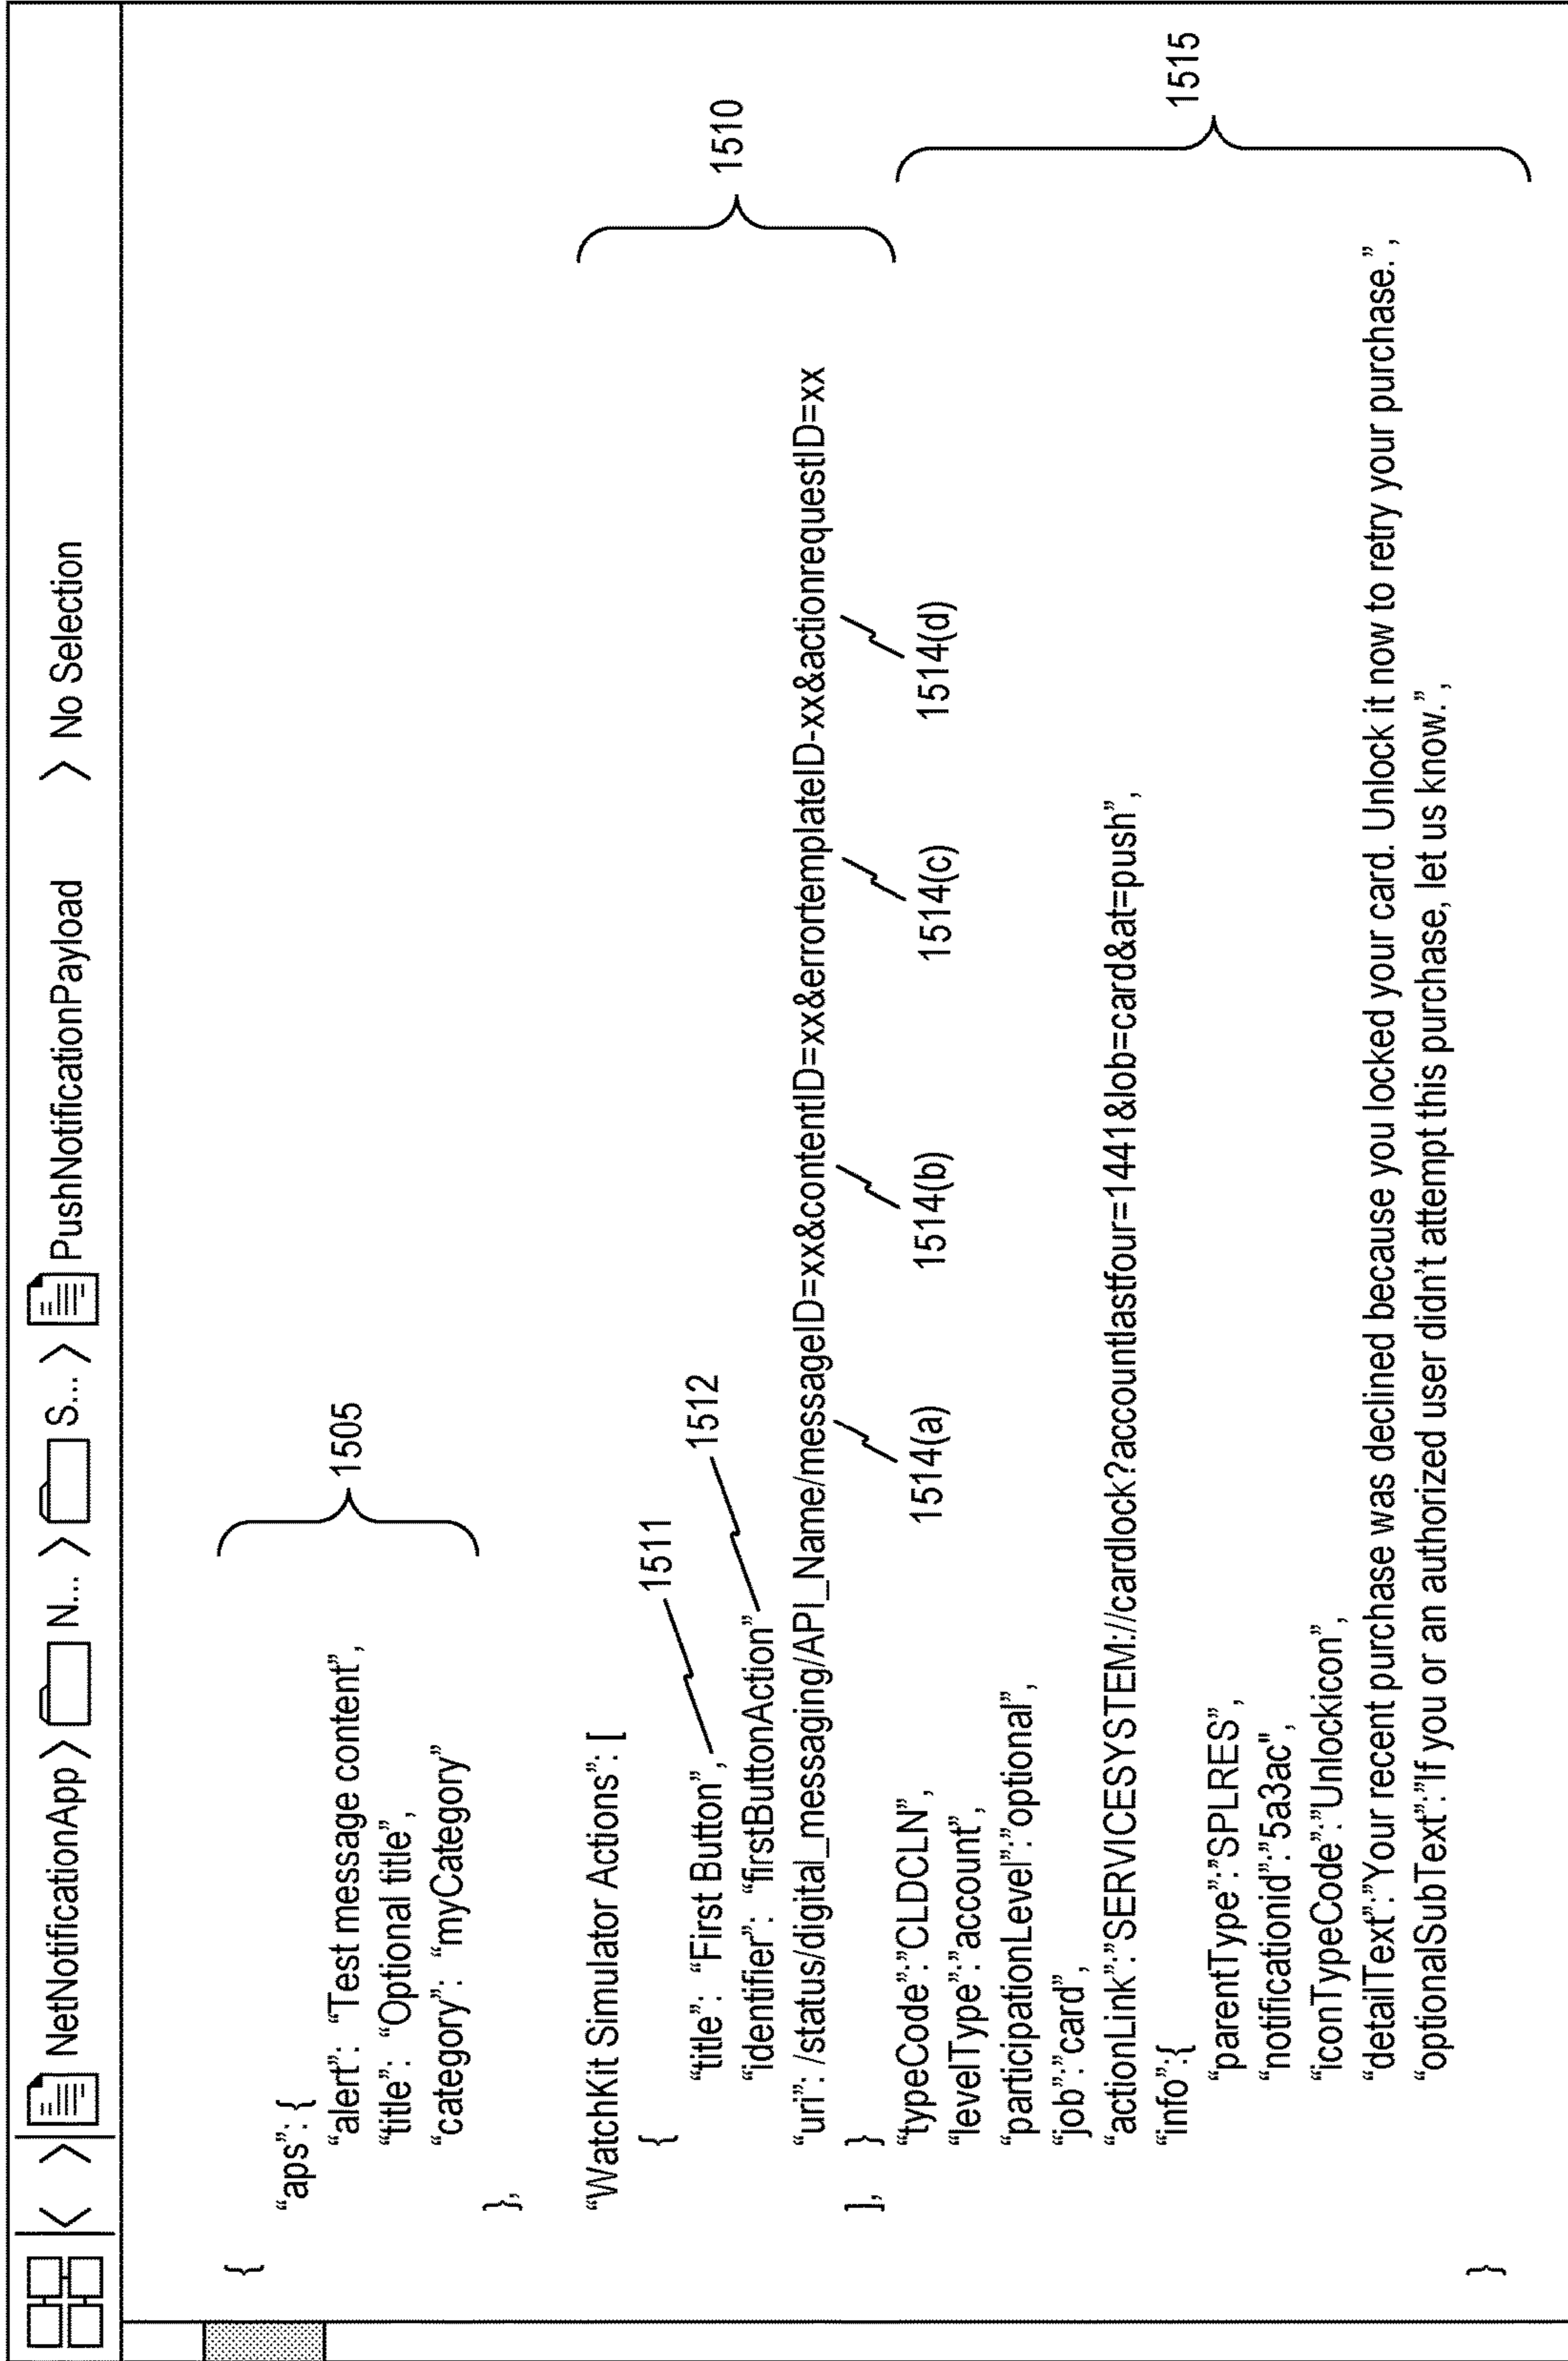 NetNotificationApp > N... > S... > PushNotificationPayload > No Selection
{
“aps”: {
“alert”: “Test message content”,
“title”: “Optional title”,
“category”: “myCategory”
},
1505
“WatchKit Simulator Actions”: [
{
“title”: “First Button”,
1511
“identifier”: “firstButtonAction”
1512
“uri”: /status/digital_messaging/API_Name/messageID=xx&contentID=xx&errortemplateID-xx&actionrequestID=xx
], }
1510
1514(a) 1514(b) 1514(c) 1514(d)
“typeCode”:”CLDCLN”,
“levelType”:”account”,
“participationLevel”:”optional”,
“job”:”card”,
“actionLink”:”SERVICESYSTEM://cardlock?accountlastfour=1441&lob=card&at=push”,
“info”:{
“parentType”:”SPLRES”,
“notificationid”:”5a3ac",
“iconTypeCode”:”Unlockicon”,
“detailText”:”Your recent purchase was declined because you locked your card. Unlock it now to retry your purchase.”,
“optionalSubText”:”If you or an authorized user didn’t attempt this purchase, let us know.”,
}
1515